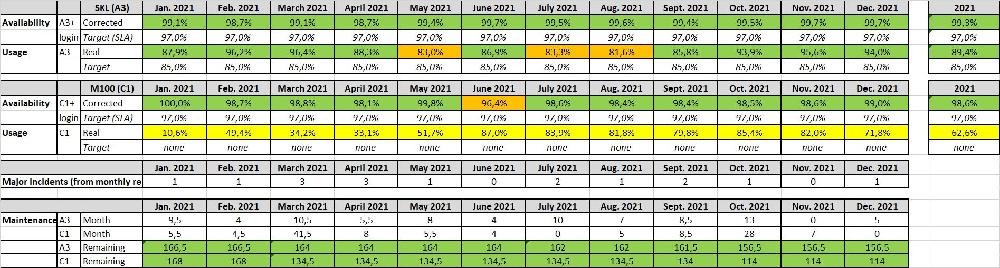 SKL (A3) Jan. 2021 Feb. 2021 March 2021 April 2021 May 2021 June 2021 July 2021 Aug. 2021 Sept. 2021 Oct. 2021 Nov. 2021 Dec. 2021 2021
Availability A3+ Corrected 99,1% 98,7% 99,1% 98,7% 99,4% 99,7% 99,5% 99,6% 99,4% 99,5% 99,7% 99,7% 99,3%
login Target (SLA) 97,0% 97,0% 97,0% 97,0% 97,0% 97,0% 97,0% 97,0% 97,0% 97,0% 97,0% 97,0% 97,0%
Usage A3 Real 87,9% 96,2% 96,4% 88,3% 83,0% 86,9% 83,3% 81,6% 85,8% 93,9% 95,6% 94,0% 89,4%
Target 85,0% 85,0% 85,0% 85,0% 85,0% 85,0% 85,0% 85,0% 85,0% 85,0% 85,0% 85,0% 85,0%
M100 (C1) Jan. 2021 Feb. 2021 March 2021 April 2021 May 2021 June 2021 July 2021 Aug. 2021 Sept. 2021 Oct. 2021 Nov. 2021 Dec. 2021 2021
Availability C1+ Corrected 100,0% 98,7% 98,8% 98,1% 99,8% 96,4% 98,6% 98,4% 98,4% 98,5% 98,6% 99,0% 98,6%
login Target (SLA) 97,0% 97,0% 97,0% 97,0% 97,0% 97,0% 97,0% 97,0% 97,0% 97,0% 97,0% 97,0% 97,0%
Usage C1 Real 10,6% 49,4% 34,2% 33,1% 51,7% 87,0% 83,9% 81,8% 79,8% 85,4% 82,0% 71,8% 62,6%
Target none none none none none none none none none none none none none
Jan. 2021 Feb. 2021 March 2021 April 2021 May 2021 June 2021 July 2021 Aug. 2021 Sept. 2021 Oct. 2021 Nov. 2021 Dec. 2021
Major incidents (from monthly re 1 1 3 3 1 0 2 1 2 1 0 1
Jan. 2021 Feb. 2021 March 2021 April 2021 May 2021 June 2021 July 2021 Aug. 2021 Sept. 2021 Oct. 2021 Nov. 2021 Dec. 2021
Maintenance A3 Month 9,5 4 10,5 5,5 8 4 10 7 8,5 13 0 5
C1 Month 5,5 4,5 41,5 8 5,5 4 0 5 8,5 28 7 0
A3 Remaining 166,5 166,5 164 164 164 164 162 162 161,5 156,5 156,5 156,5
C1 Remaining 168 168 134,5 134,5 134,5 134,5 134,5 134,5 134 114 114 114